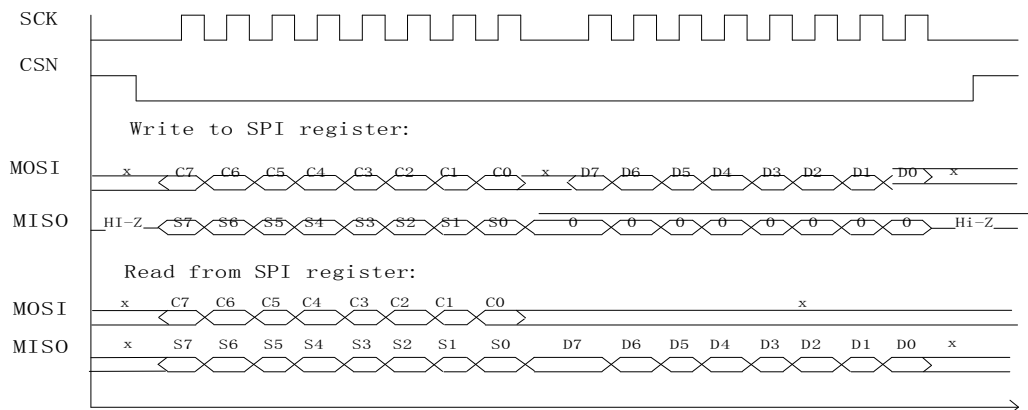 SCK
CSN
Write to SPI register:
MOSI x C7 C6 C5 C4 C3 C2 C1 C0 x D7 D6 D5 D4 D3 D2 D1 D0 x
MISO HI-Z S7 S6 S5 S4 S3 S2 S1 S0 0 0 0 0 0 0 0 0 Hi-Z
Read from SPI register:
MOSI x C7 C6 C5 C4 C3 C2 C1 C0 x
MISO x S7 S6 S5 S4 S3 S2 S1 S0 D7 D6 D5 D4 D3 D2 D1 D0 x